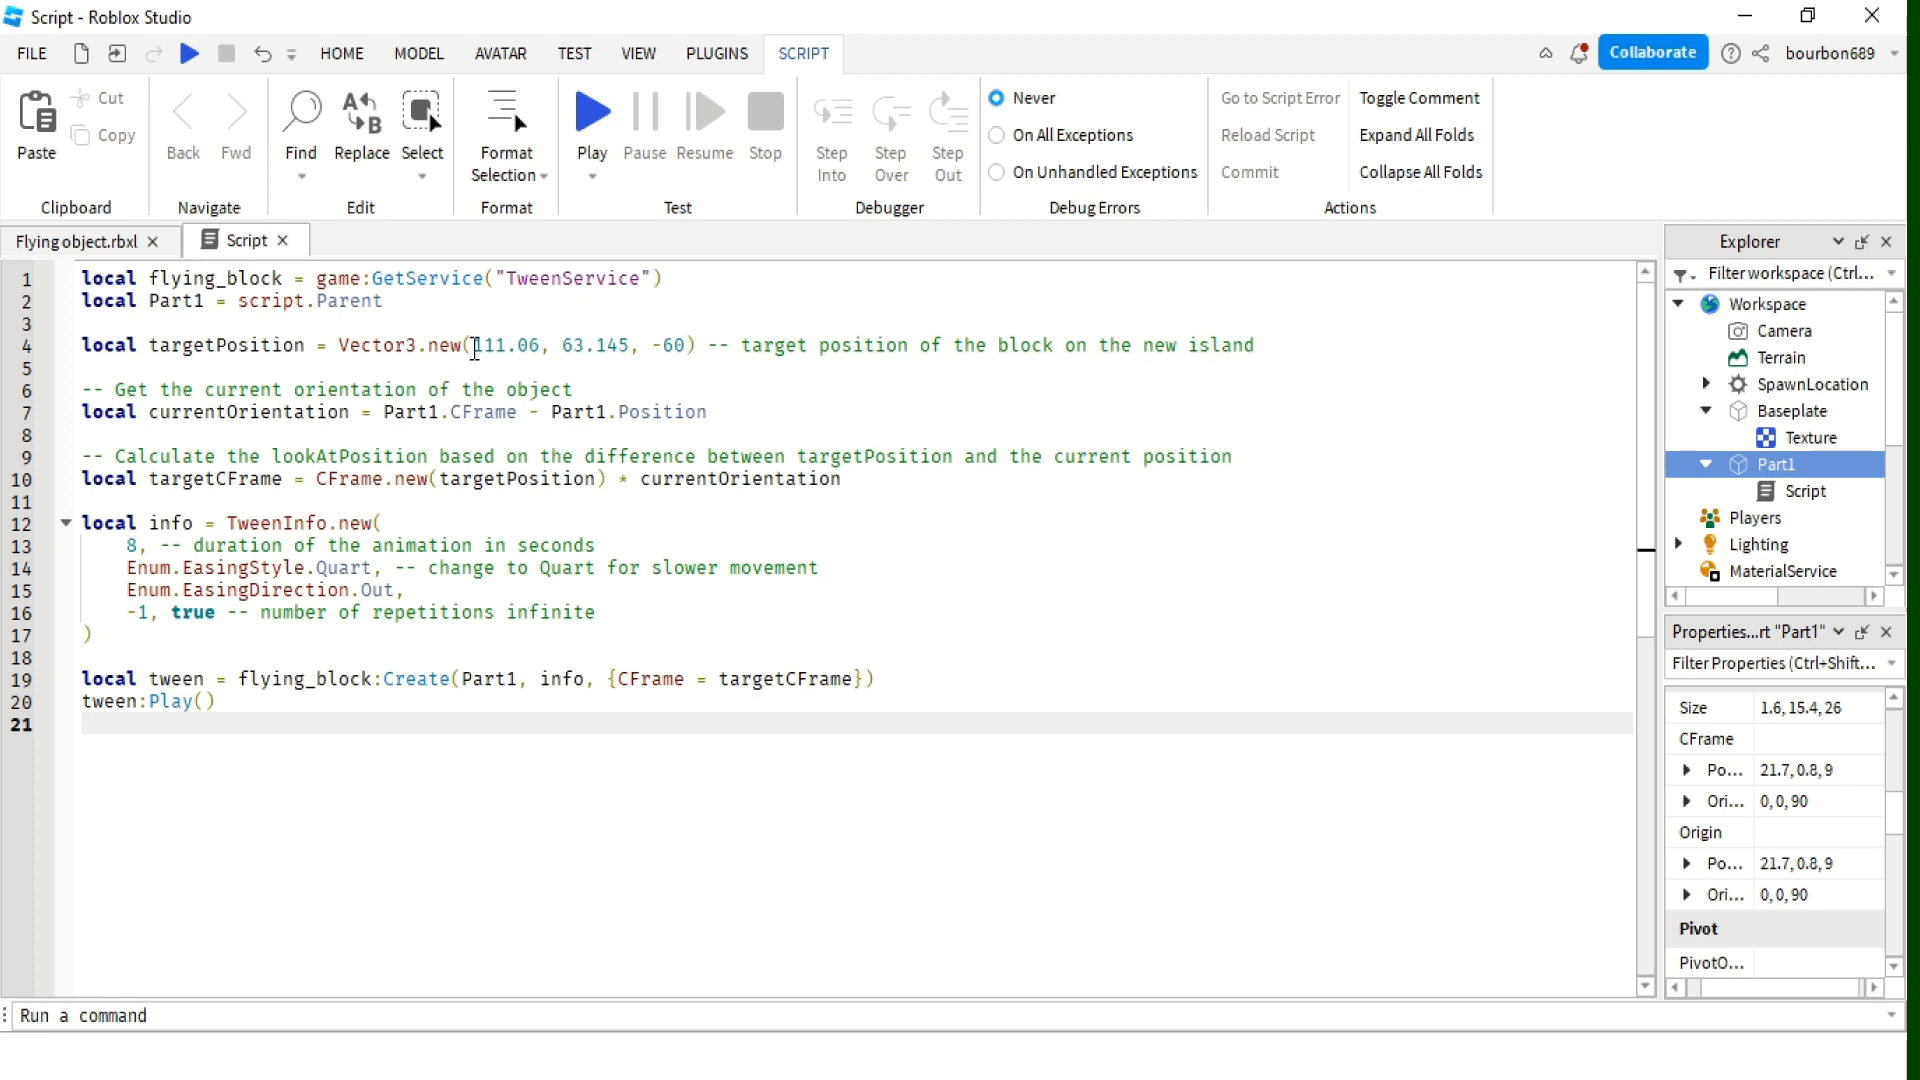 Script - Roblox Studio
FILE HOME MODEL AVATAR TEST VIEW PLUGINS SCRIPT Collaborate bourbon689
Paste Cut Copy
Back Fwd
Find Replace Select
Format Selection
Play Pause Resume Stop
Step Into Step Over Step Out
Never
On All Exceptions
On Unhandled Exceptions
Go to Script Error
Reload Script
Commit
Toggle Comment
Expand All Folds
Collapse All Folds
Clipboard Navigate Edit Format Test Debugger Debug Errors Actions
Flying object.rbxl Script
1 local flying_block = game:GetService("TweenService")
2 local Part1 = script.Parent
3
4 local targetPosition = Vector3.new(111.06, 63.145, -60) -- target position of the block on the new island
5
6 -- Get the current orientation of the object
7 local currentOrientation = Part1.CFrame - Part1.Position
8
9 -- Calculate the lookAtPosition based on the difference between targetPosition and the current position
10 local targetCFrame = CFrame.new(targetPosition) * currentOrientation
11
12 local info = TweenInfo.new(
13 8, -- duration of the animation in seconds
14 Enum.EasingStyle.Quart, -- change to Quart for slower movement
15 Enum.EasingDirection.Out,
16 -1, true -- number of repetitions infinite
17 )
18
19 local tween = flying_block:Create(Part1, info, {CFrame = targetCFrame})
20 tween:Play()
21
Explorer
Filter workspace (Ctrl...
Workspace
Camera
Terrain
SpawnLocation
Baseplate
Texture
Part1
Script
Players
Lighting
MaterialService
Properties...rt "Part1"
Filter Properties (Ctrl+Shift...
Size 1.6, 15.4, 26
CFrame
Po... 21.7, 0.8, 9
Ori... 0, 0, 90
Origin
Po... 21.7, 0.8, 9
Ori... 0, 0, 90
Pivot
PivotO...
Run a command